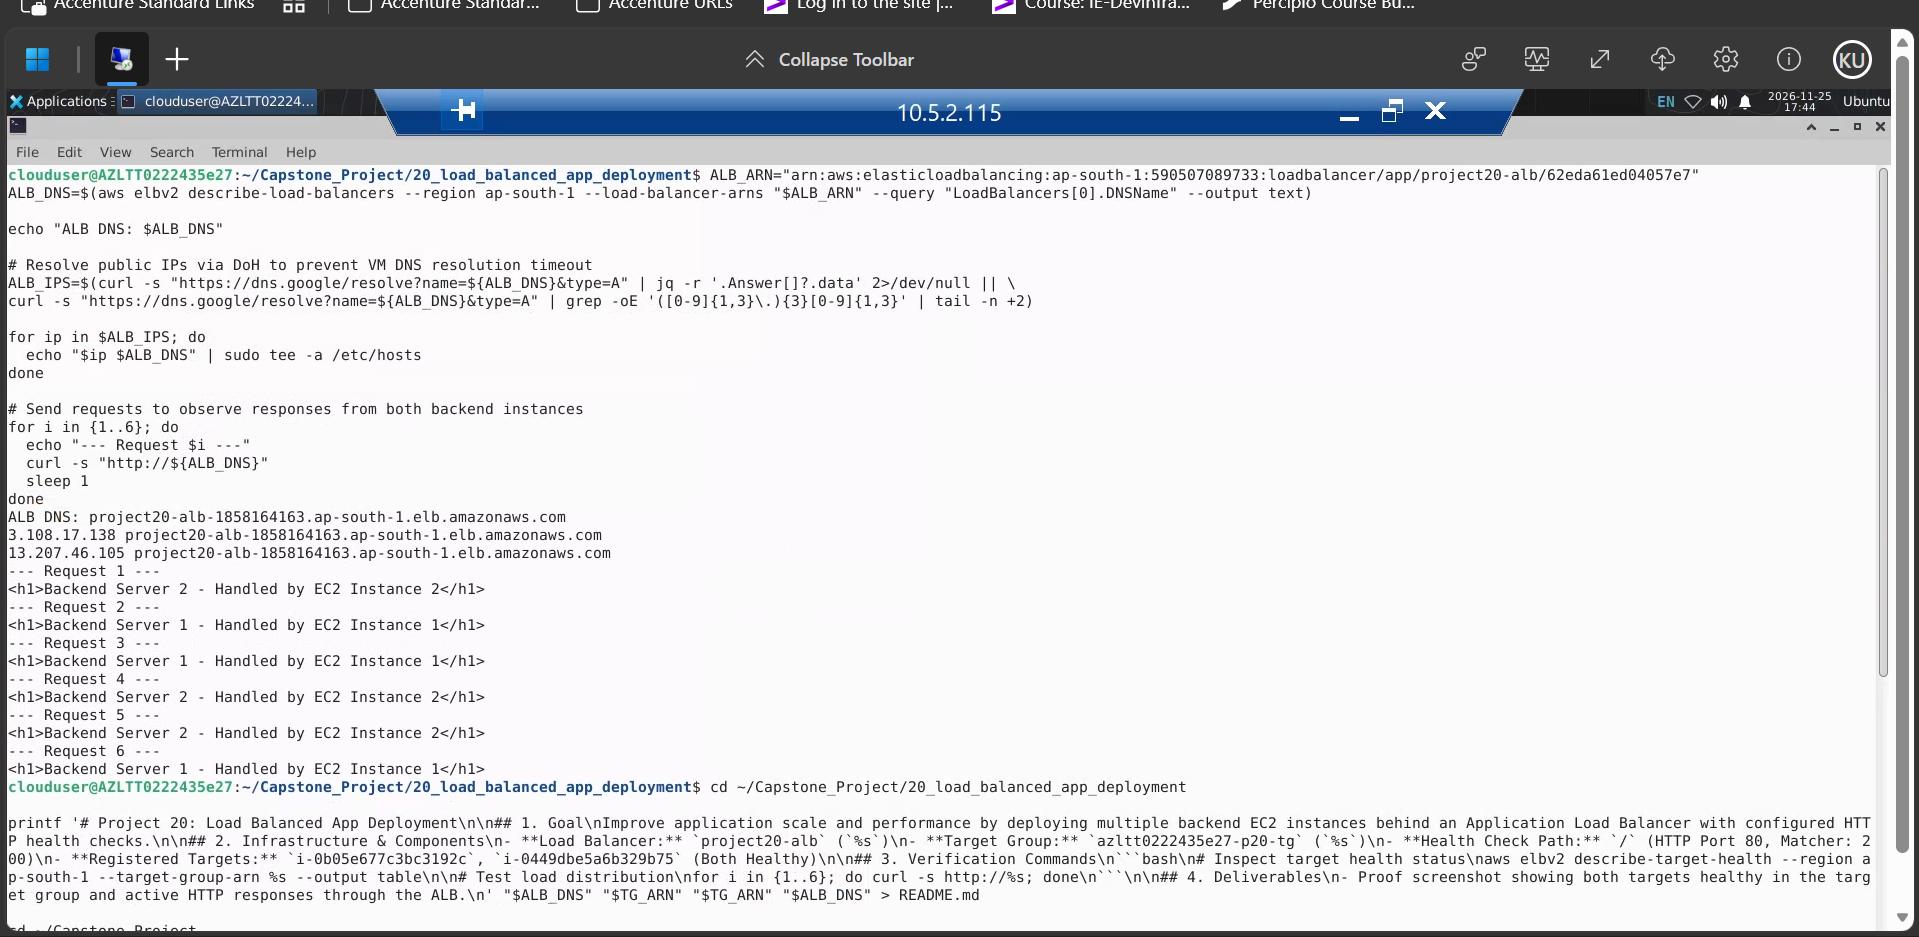 Accenture Standard Links
Accenture Standar...
Accenture URLs
Log in to the site |...
Course: IE-DevInfra...
Percipio Course Bu...
Collapse Toolbar
KU
Applications
clouduser@AZLTT02224...
10.5.2.115
EN
2026-11-25
17:44
Ubuntu
File Edit View Search Terminal Help
clouduser@AZLTT0222435e27:~/Capstone_Project/20_load_balanced_app_deployment$ ALB_ARN="arn:aws:elasticloadbalancing:ap-south-1:590507089733:loadbalancer/app/project20-alb/62eda61ed04057e7"
ALB_DNS=$(aws elbv2 describe-load-balancers --region ap-south-1 --load-balancer-arns "$ALB_ARN" --query "LoadBalancers[0].DNSName" --output text)
echo "ALB DNS: $ALB_DNS"
# Resolve public IPs via DoH to prevent VM DNS resolution timeout
ALB_IPS=$(curl -s "https://dns.google/resolve?name=${ALB_DNS}&type=A" | jq -r '.Answer[]?.data' 2>/dev/null || \
curl -s "https://dns.google/resolve?name=${ALB_DNS}&type=A" | grep -oE '([0-9]{1,3}\.){3}[0-9]{1,3}' | tail -n +2)
for ip in $ALB_IPS; do
  echo "$ip $ALB_DNS" | sudo tee -a /etc/hosts
done
# Send requests to observe responses from both backend instances
for i in {1..6}; do
  echo "--- Request $i ---"
  curl -s "http://${ALB_DNS}"
  sleep 1
done
ALB DNS: project20-alb-1858164163.ap-south-1.elb.amazonaws.com
3.108.17.138 project20-alb-1858164163.ap-south-1.elb.amazonaws.com
13.207.46.105 project20-alb-1858164163.ap-south-1.elb.amazonaws.com
--- Request 1 ---
<h1>Backend Server 2 - Handled by EC2 Instance 2</h1>
--- Request 2 ---
<h1>Backend Server 1 - Handled by EC2 Instance 1</h1>
--- Request 3 ---
<h1>Backend Server 1 - Handled by EC2 Instance 1</h1>
--- Request 4 ---
<h1>Backend Server 2 - Handled by EC2 Instance 2</h1>
--- Request 5 ---
<h1>Backend Server 2 - Handled by EC2 Instance 2</h1>
--- Request 6 ---
<h1>Backend Server 1 - Handled by EC2 Instance 1</h1>
clouduser@AZLTT0222435e27:~/Capstone_Project/20_load_balanced_app_deployment$ cd ~/Capstone_Project/20_load_balanced_app_deployment
printf '# Project 20: Load Balanced App Deployment\n\n## 1. Goal\nImprove application scale and performance by deploying multiple backend EC2 instances behind an Application Load Balancer with configured HTT
P health checks.\n\n## 2. Infrastructure & Components\n- **Load Balancer:** `project20-alb` (`%s`)\n- **Target Group:** `azltt0222435e27-p20-tg` (`%s`)\n- **Health Check Path:** `/` (HTTP Port 80, Matcher: 2
00)\n- **Registered Targets:** `i-0b05e677c3bc3192c`, `i-0449dbe5a6b329b75` (Both Healthy)\n\n## 3. Verification Commands\n```bash\n# Inspect target health status\naws elbv2 describe-target-health --region a
p-south-1 --target-group-arn %s --output table\n\n# Test load distribution\nfor i in {1..6}; do curl -s http://%s; done\n```\n\n## 4. Deliverables\n- Proof screenshot showing both targets healthy in the targ
et group and active HTTP responses through the ALB.\n' "$ALB_DNS" "$TG_ARN" "$TG_ARN" "$ALB_DNS" > README.md
cd ~/Capstone_Project